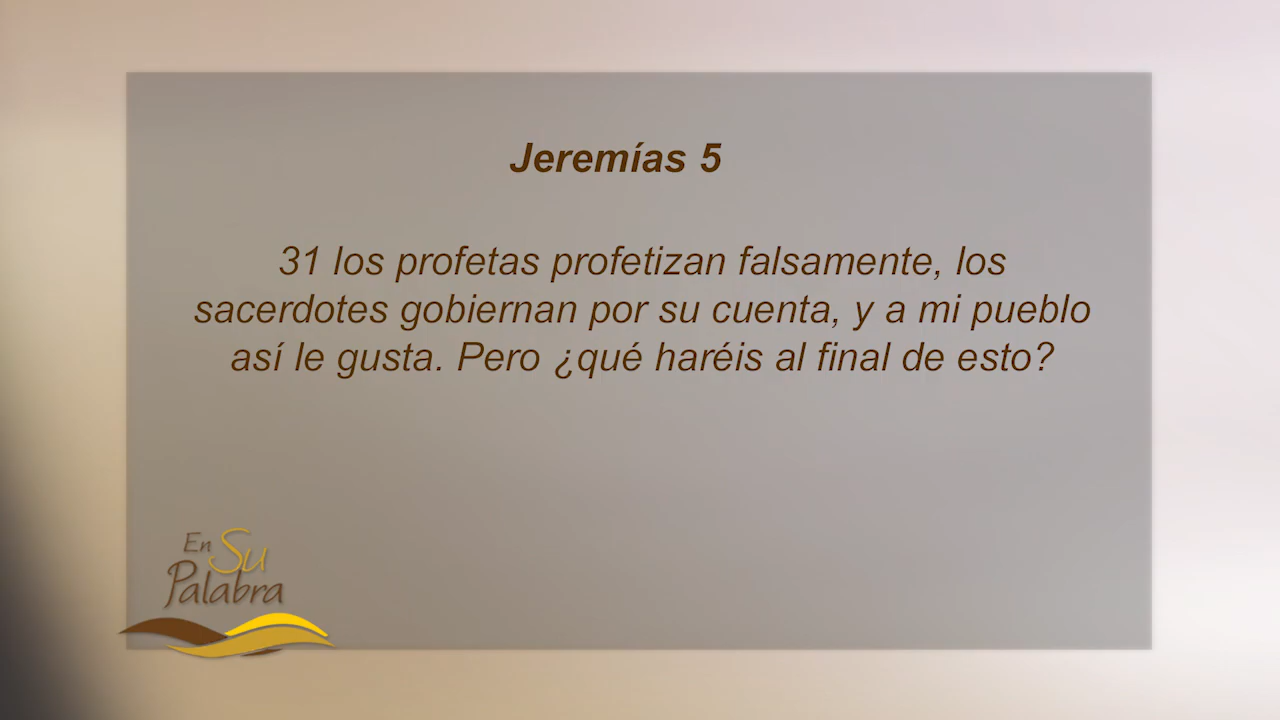 Jeremías 5
31 los profetas profetizan falsamente, los
sacerdotes gobiernan por su cuenta, y a mi pueblo
así le gusta. Pero ¿qué haréis al final de esto?
En Su
Palabra